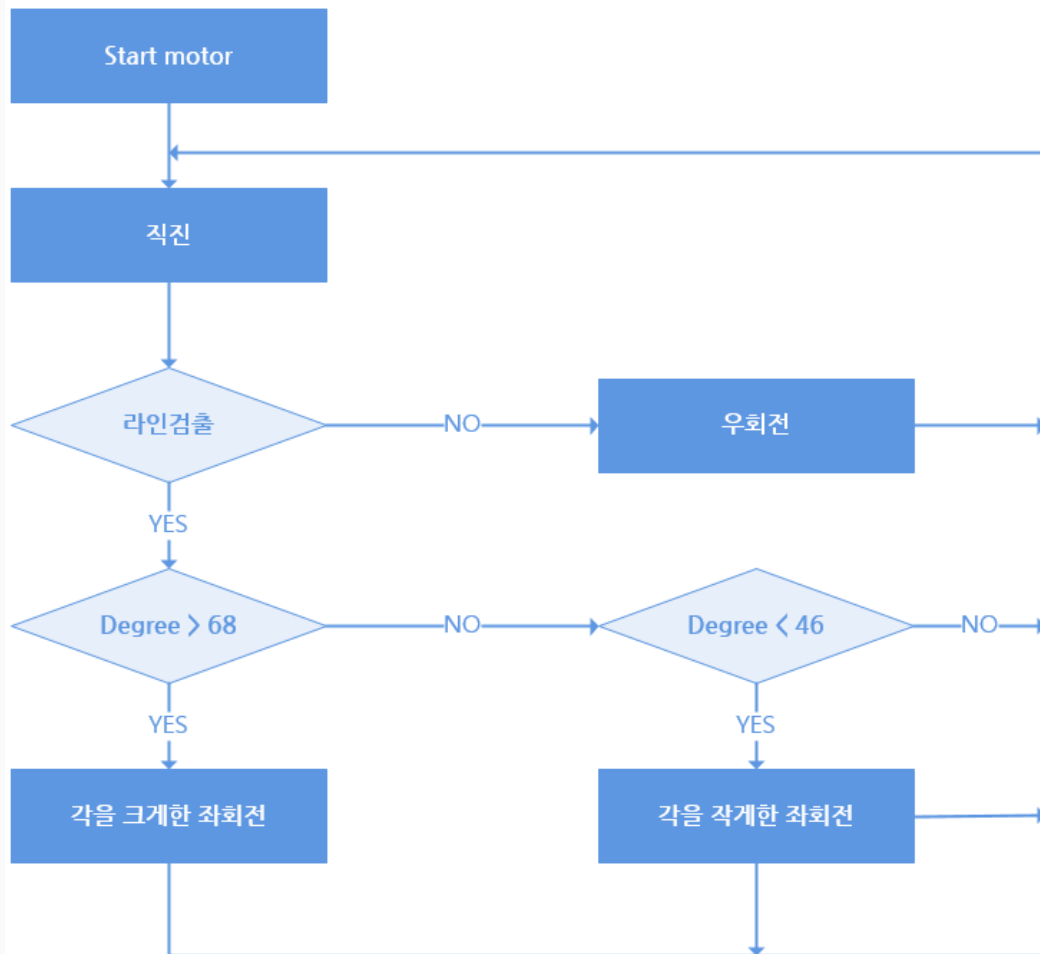 Start motor
직진
라인검출
NO
우회전
YES
Degree > 68
NO
Degree < 46
NO
YES
YES
각을 크게한 좌회전
각을 작게한 좌회전